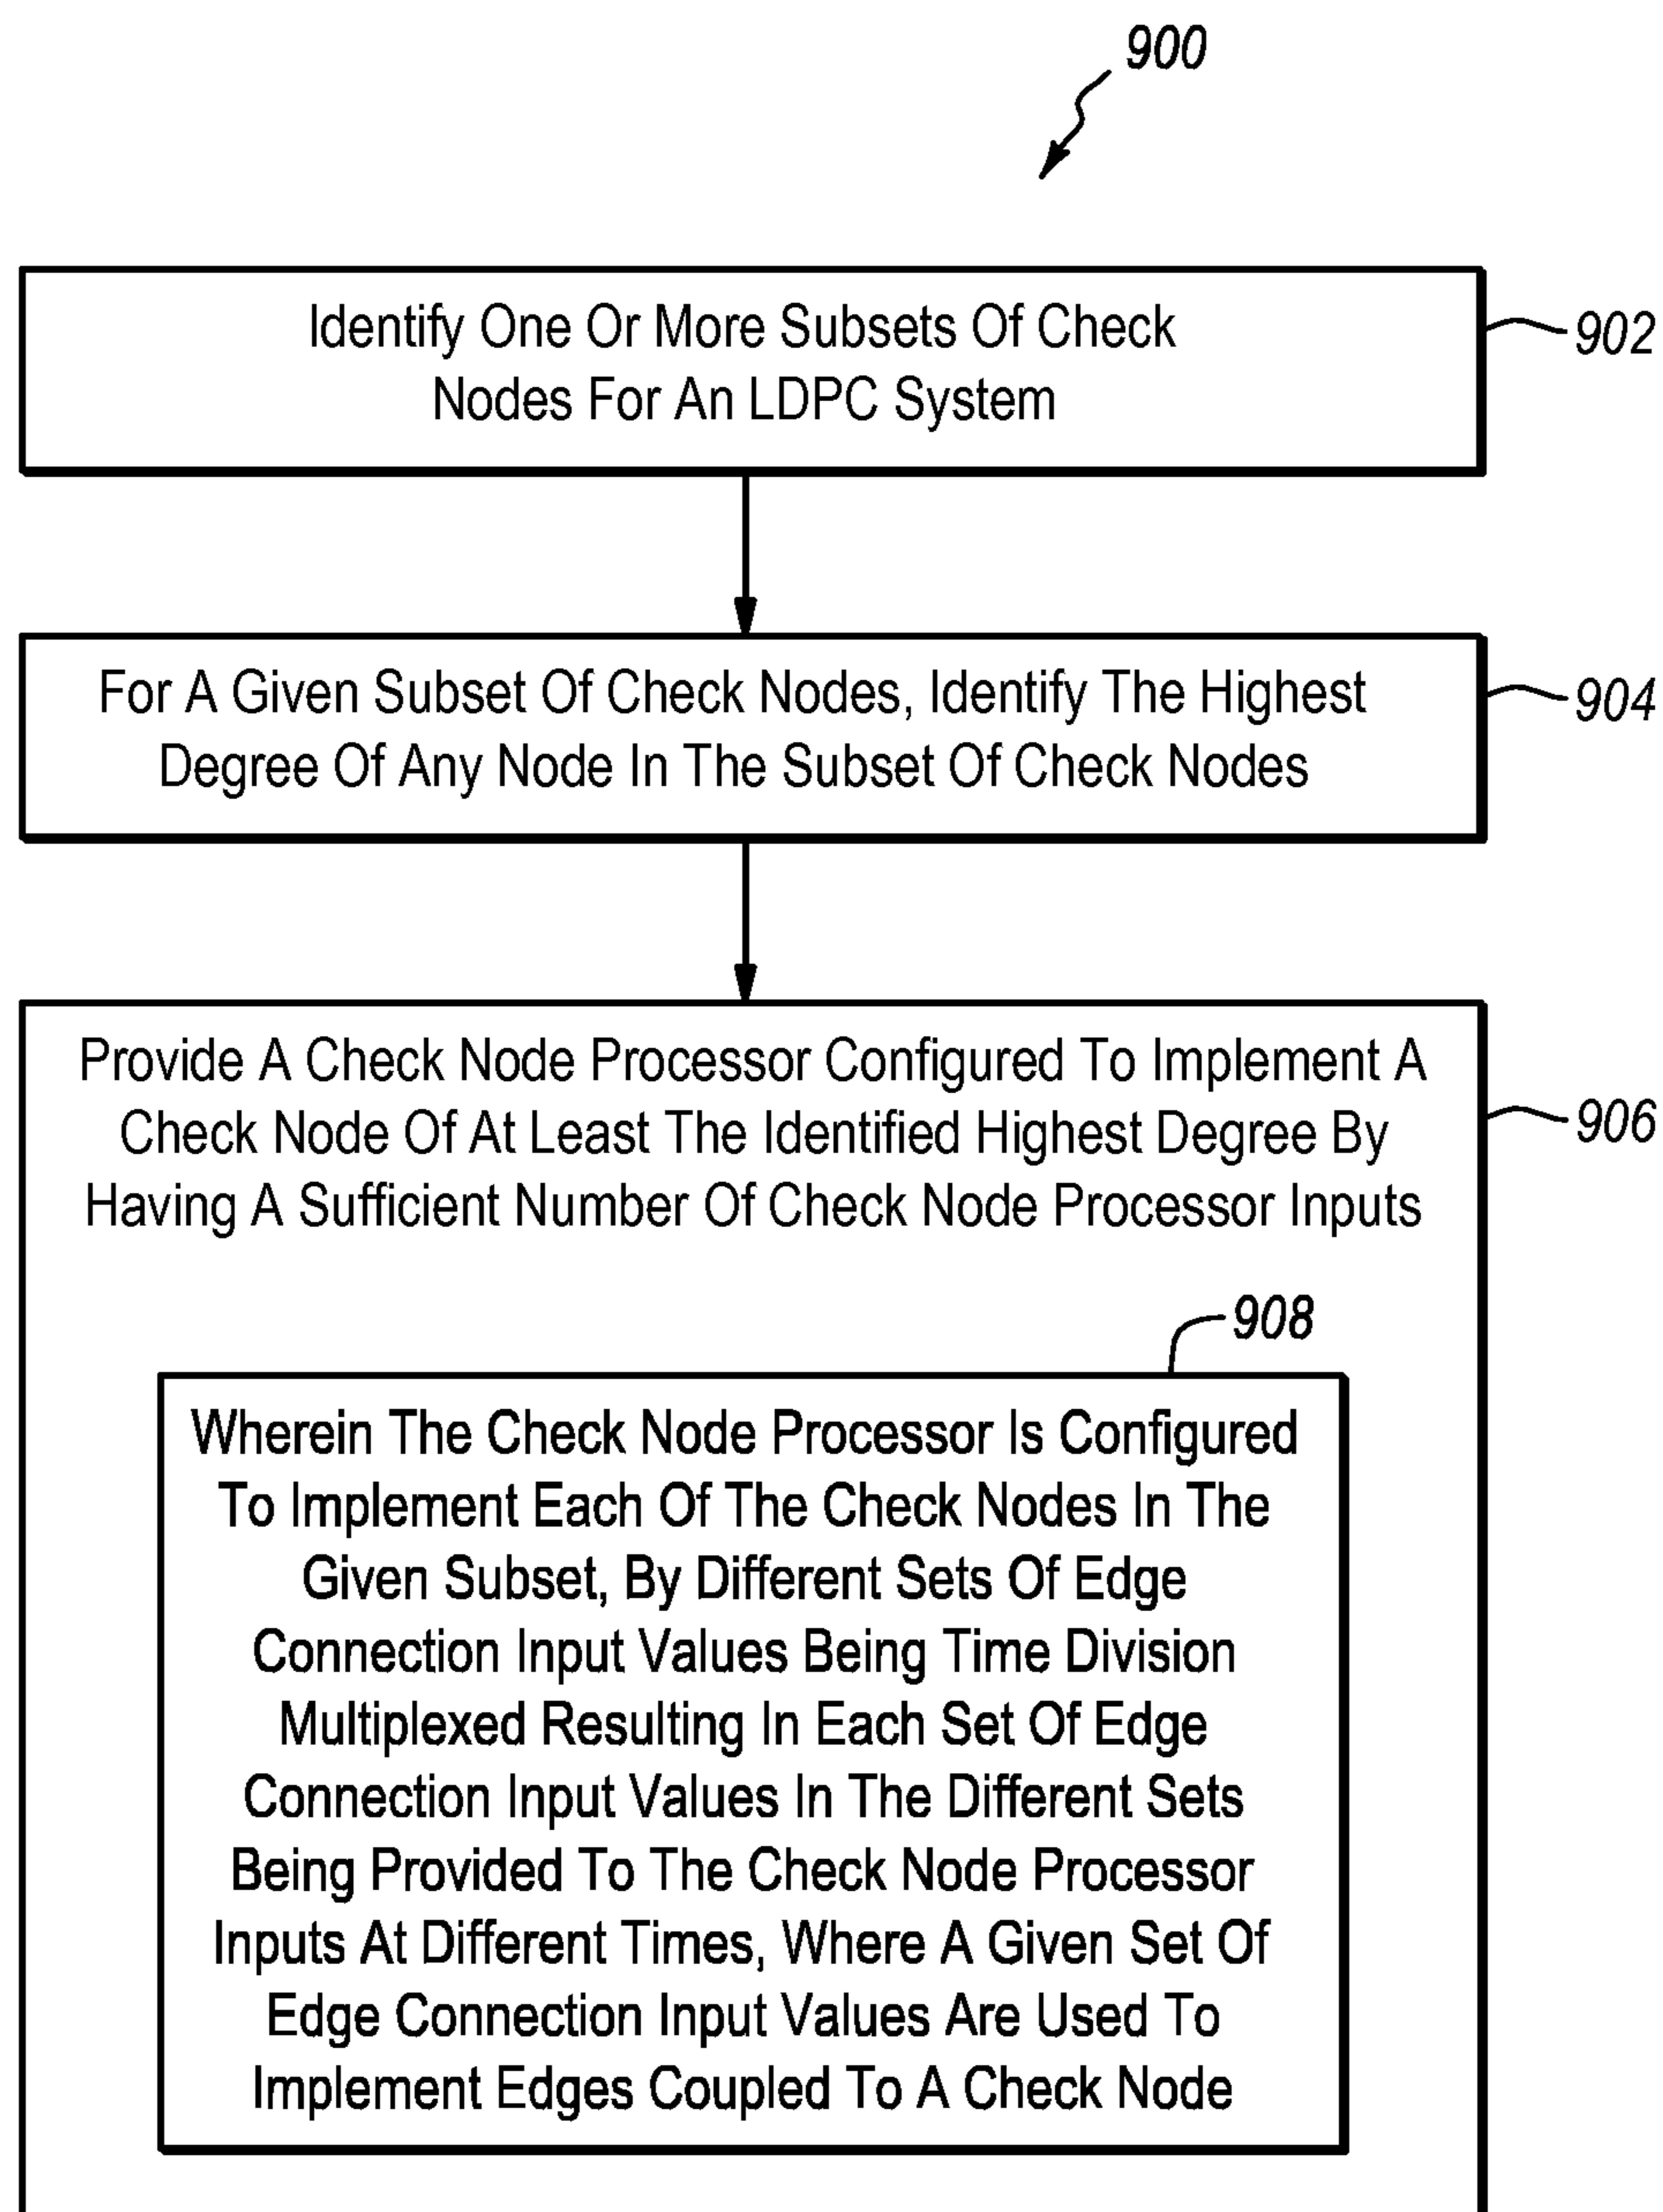 900
Identify One Or More Subsets Of Check
Nodes For An LDPC System
902
For A Given Subset Of Check Nodes, Identify The Highest
Degree Of Any Node In The Subset Of Check Nodes
904
Provide A Check Node Processor Configured To Implement A
Check Node Of At Least The Identified Highest Degree By
Having A Sufficient Number Of Check Node Processor Inputs
906
908
Wherein The Check Node Processor Is Configured
To Implement Each Of The Check Nodes In The
Given Subset, By Different Sets Of Edge
Connection Input Values Being Time Division
Multiplexed Resulting In Each Set Of Edge
Connection Input Values In The Different Sets
Being Provided To The Check Node Processor
Inputs At Different Times, Where A Given Set Of
Edge Connection Input Values Are Used To
Implement Edges Coupled To A Check Node